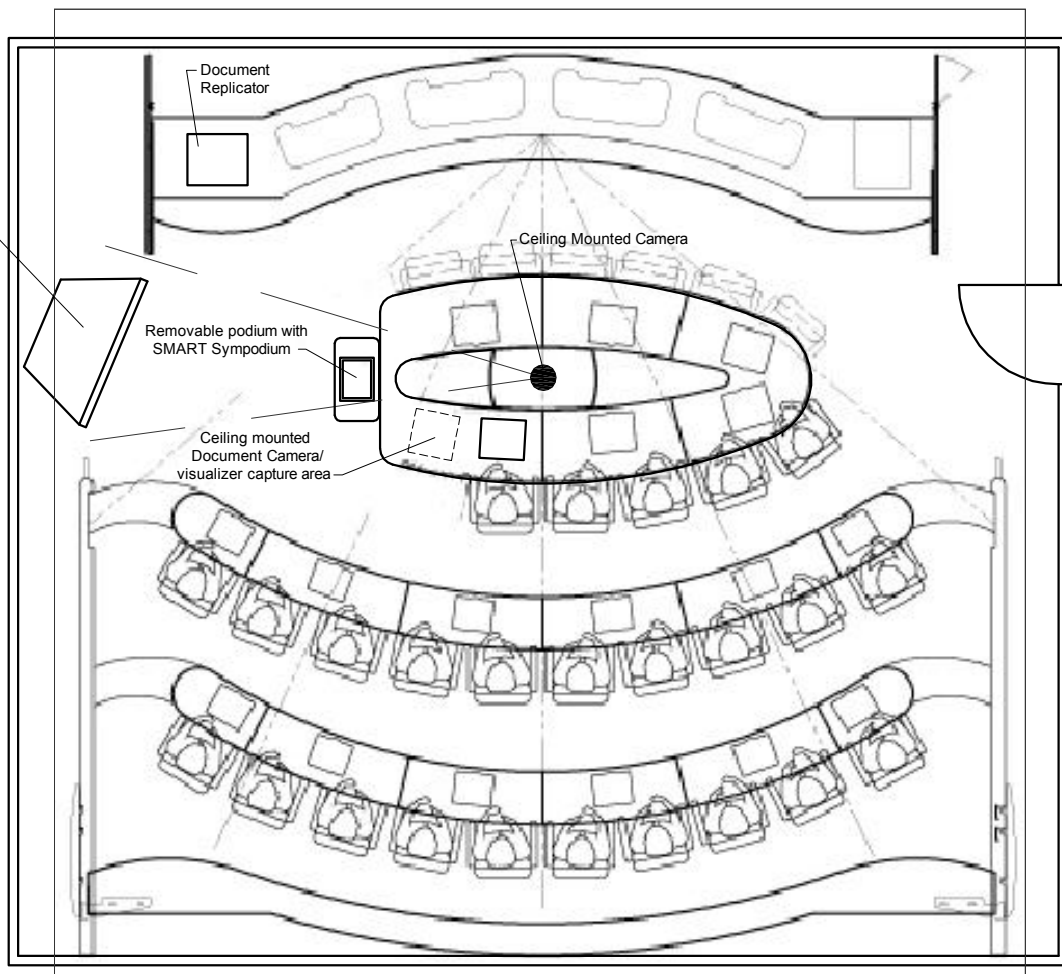 Document
Replicator
Ceiling Mounted Camera
Removable podium with
SMART Sympodium
Ceiling mounted
Document Camera/
visualizer capture area